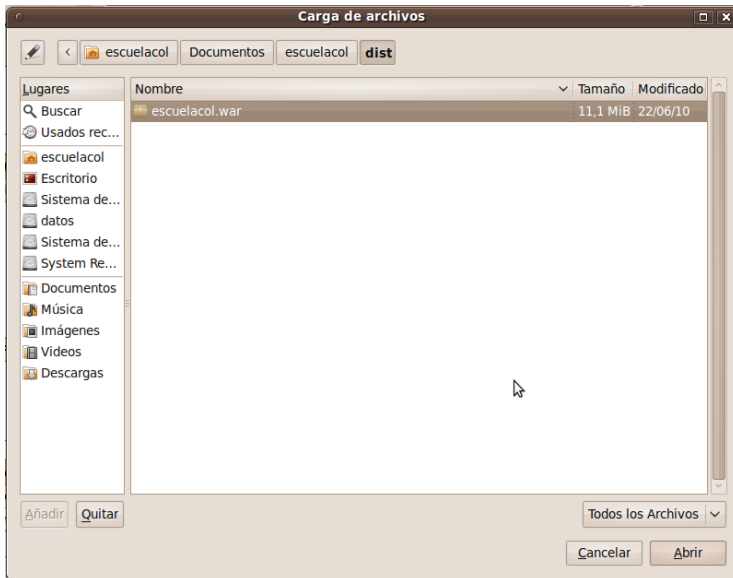 Carga de archivos
escuelacol Documentos escuelacol dist
Lugares
Nombre Tamaño Modificado
Buscar
escuelacol.war 11,1 MiB 22/06/10
Usados rec...
escuelacol
Escritorio
Sistema de...
datos
Sistema de...
System Re...
Documentos
Música
Imágenes
Videos
Descargas
Añadir Quitar
Todos los Archivos
Cancelar Abrir